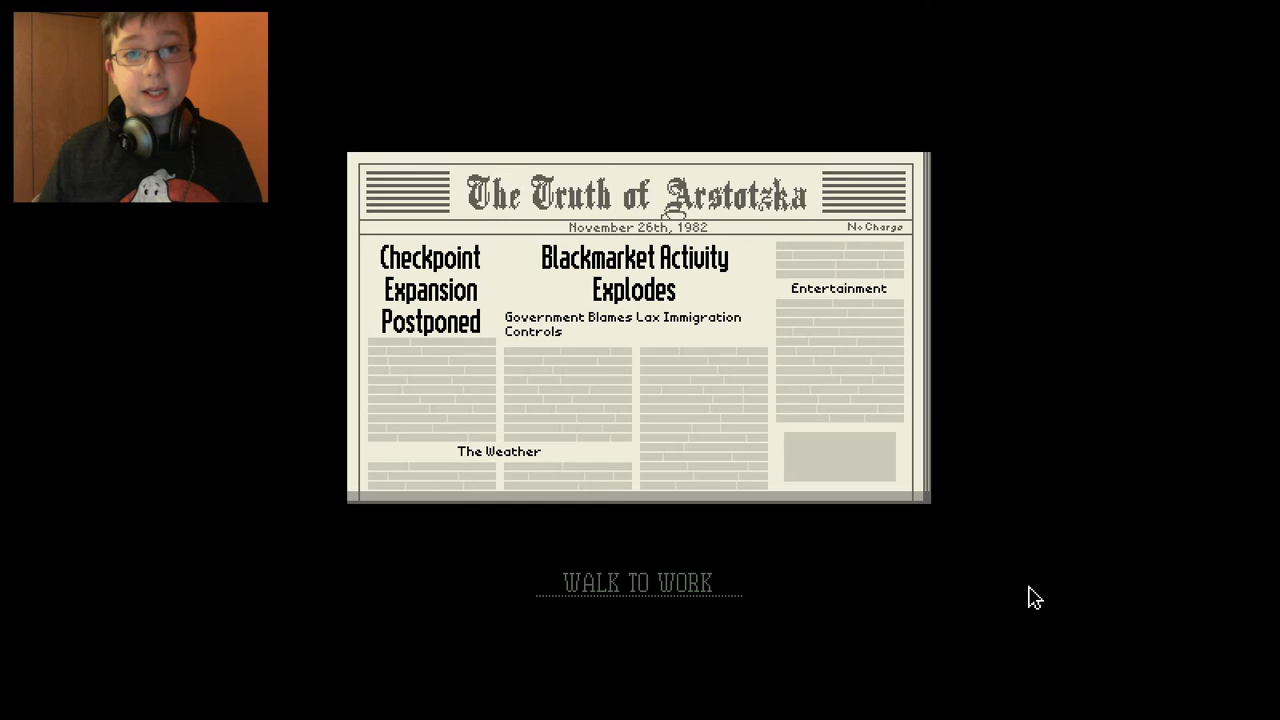 The Truth of Arstotzka
November 26th, 1982
No Charge
Checkpoint
Expansion
Postponed
Blackmarket Activity
Explodes
Government Blames Lax Immigration
Controls
Entertainment
The Weather
WALK TO WORK